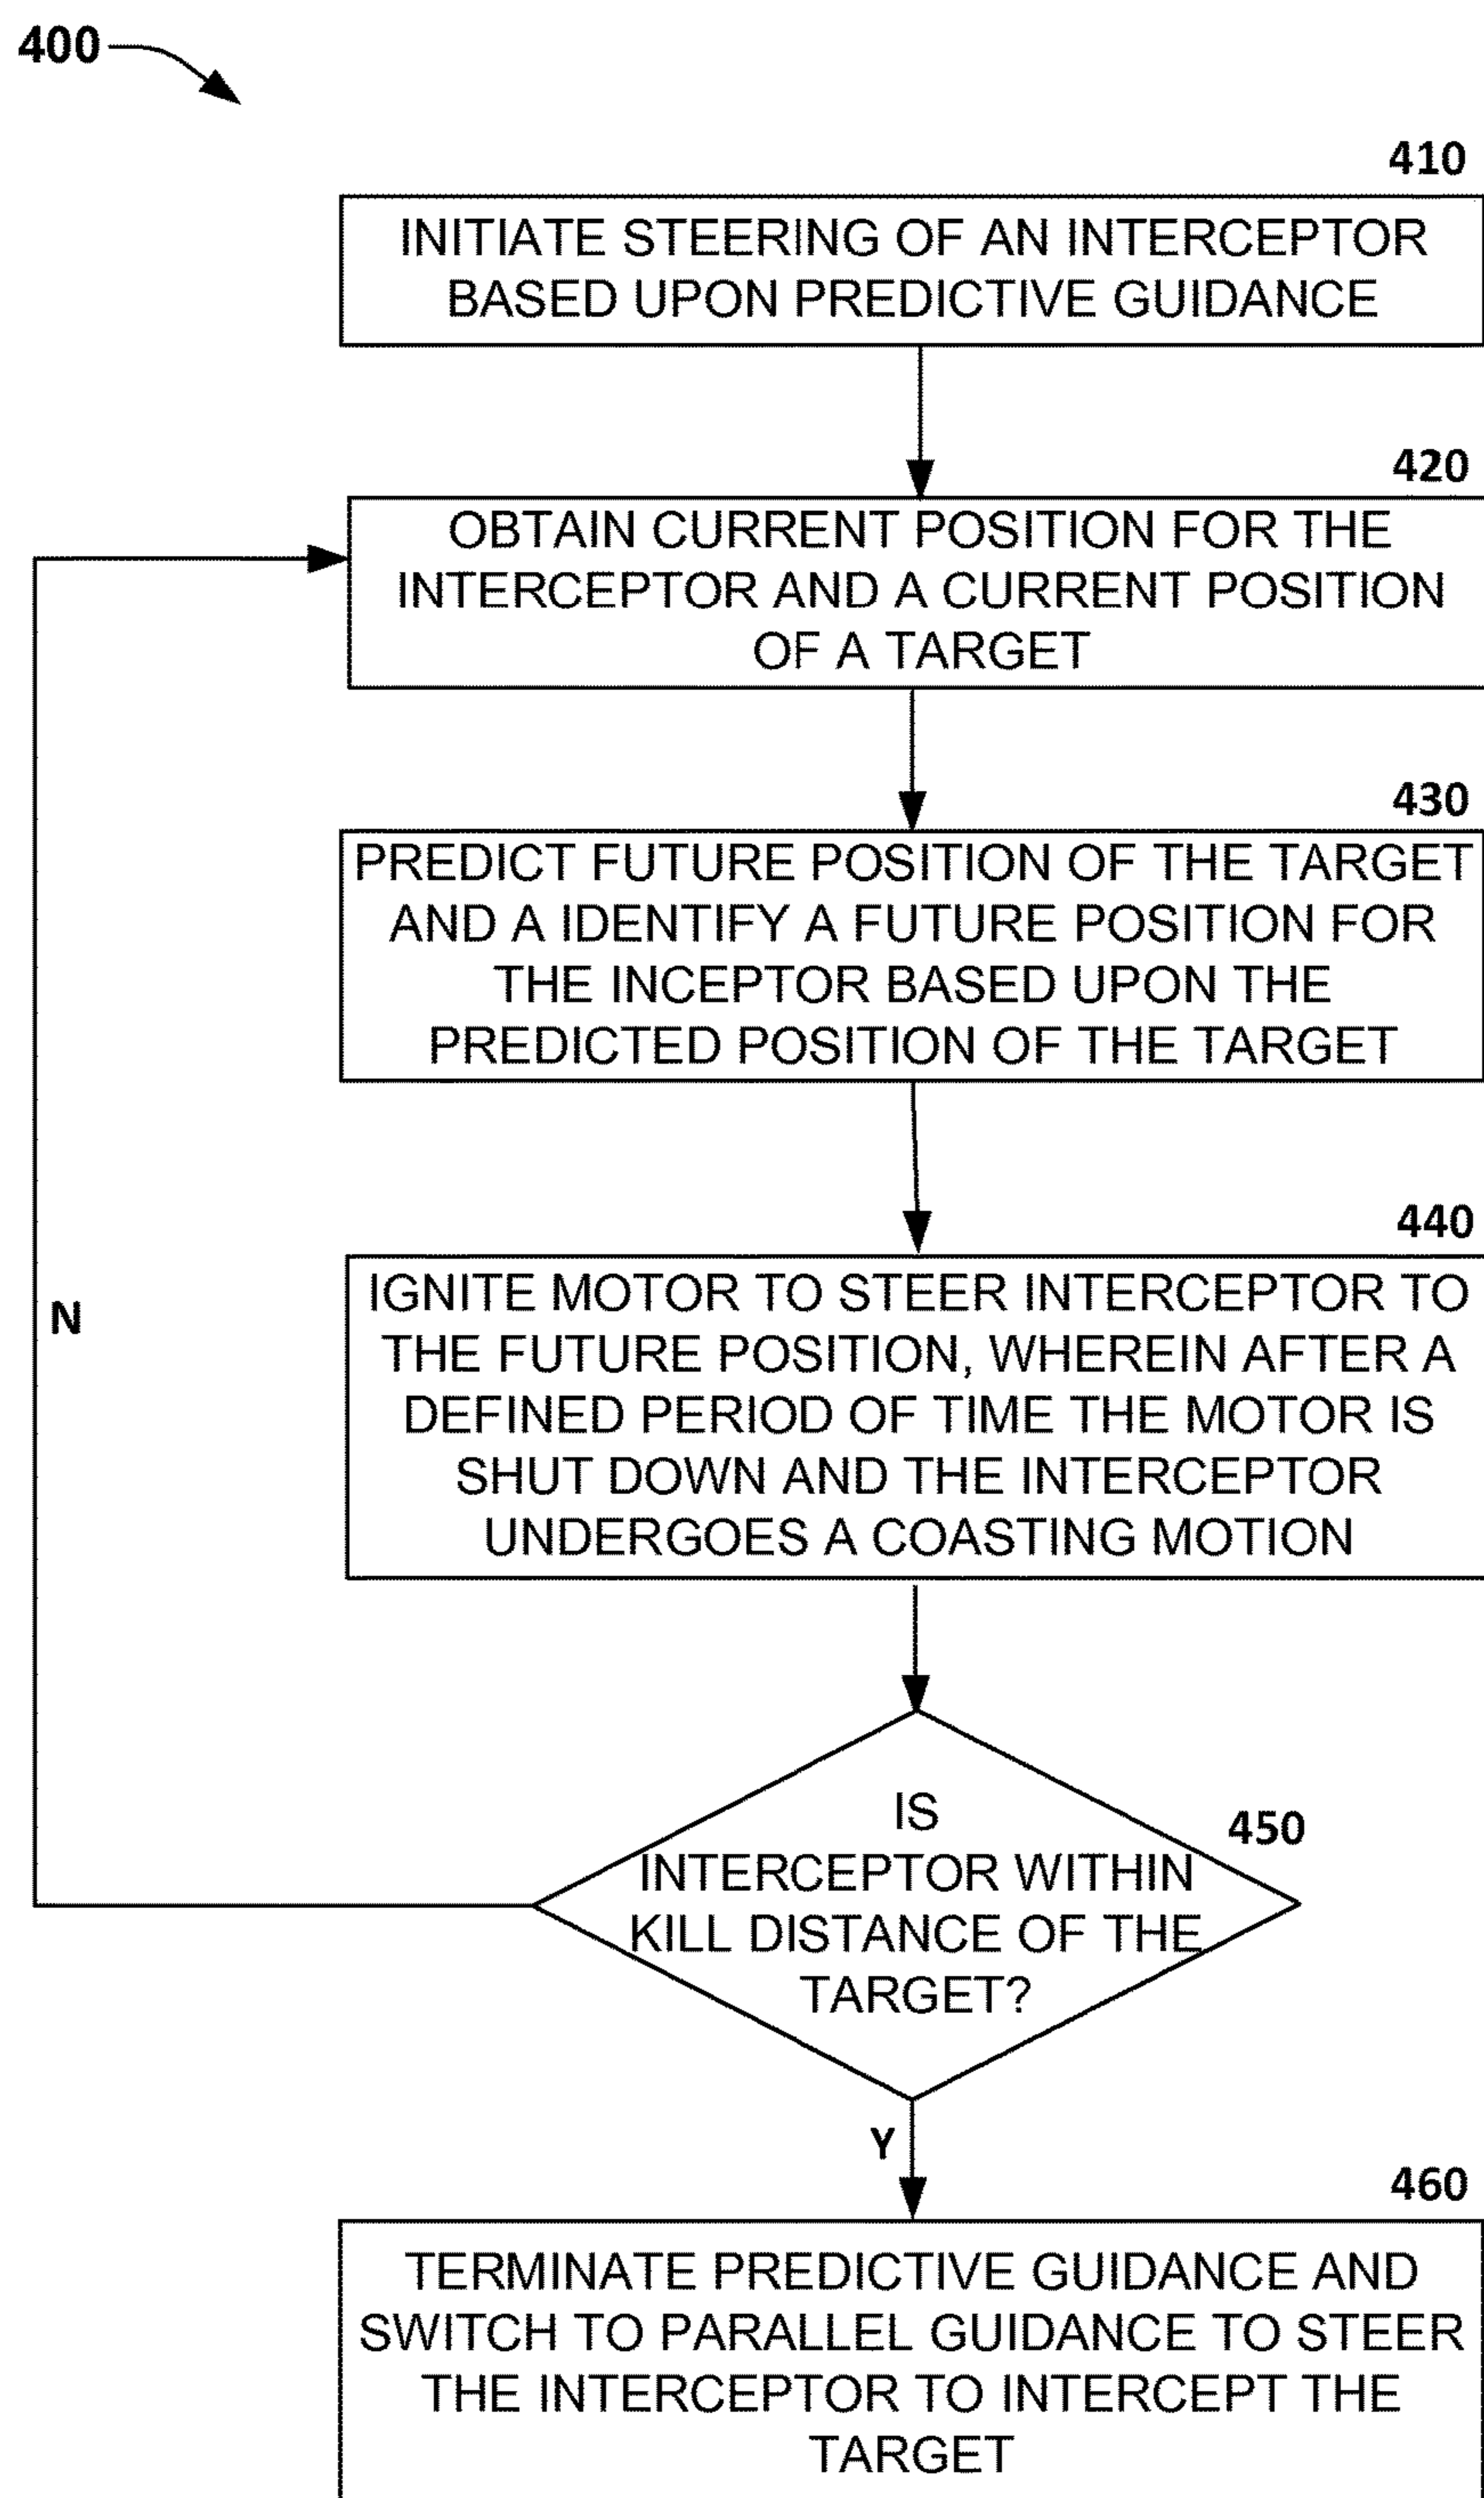 400
410
INITIATE STEERING OF AN INTERCEPTOR
BASED UPON PREDICTIVE GUIDANCE
420
OBTAIN CURRENT POSITION FOR THE
INTERCEPTOR AND A CURRENT POSITION
OF A TARGET
430
PREDICT FUTURE POSITION OF THE TARGET
AND A IDENTIFY A FUTURE POSITION FOR
THE INCEPTOR BASED UPON THE
PREDICTED POSITION OF THE TARGET
440
IGNITE MOTOR TO STEER INTERCEPTOR TO
THE FUTURE POSITION, WHEREIN AFTER A
DEFINED PERIOD OF TIME THE MOTOR IS
SHUT DOWN AND THE INTERCEPTOR
UNDERGOES A COASTING MOTION
N
450
IS
INTERCEPTOR WITHIN
KILL DISTANCE OF THE
TARGET?
Y
460
TERMINATE PREDICTIVE GUIDANCE AND
SWITCH TO PARALLEL GUIDANCE TO STEER
THE INTERCEPTOR TO INTERCEPT THE
TARGET